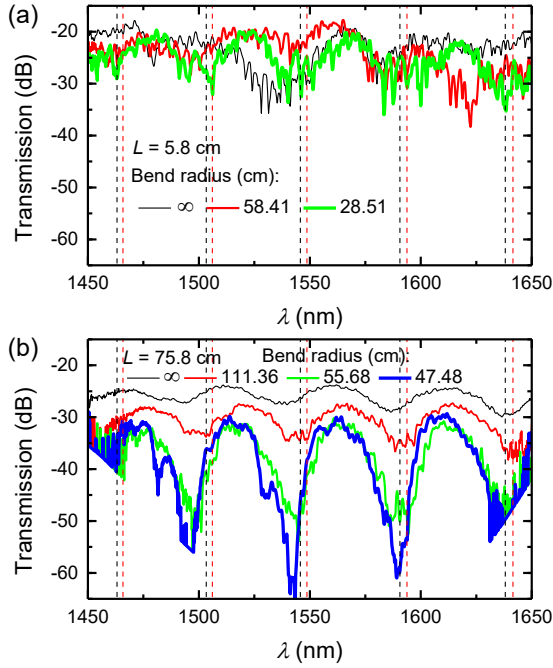 (a)
-20
-30
-40
-50
-60
Transmission (dB)
L = 5.8 cm
Bend radius (cm):
∞ 58.41 28.51
1450 1500 1550 1600 1650
λ (nm)
(b)
-20
-30
-40
-50
-60
Transmission (dB)
L = 75.8 cm Bend radius (cm):
∞ 111.36 55.68 47.48
1450 1500 1550 1600 1650
λ (nm)